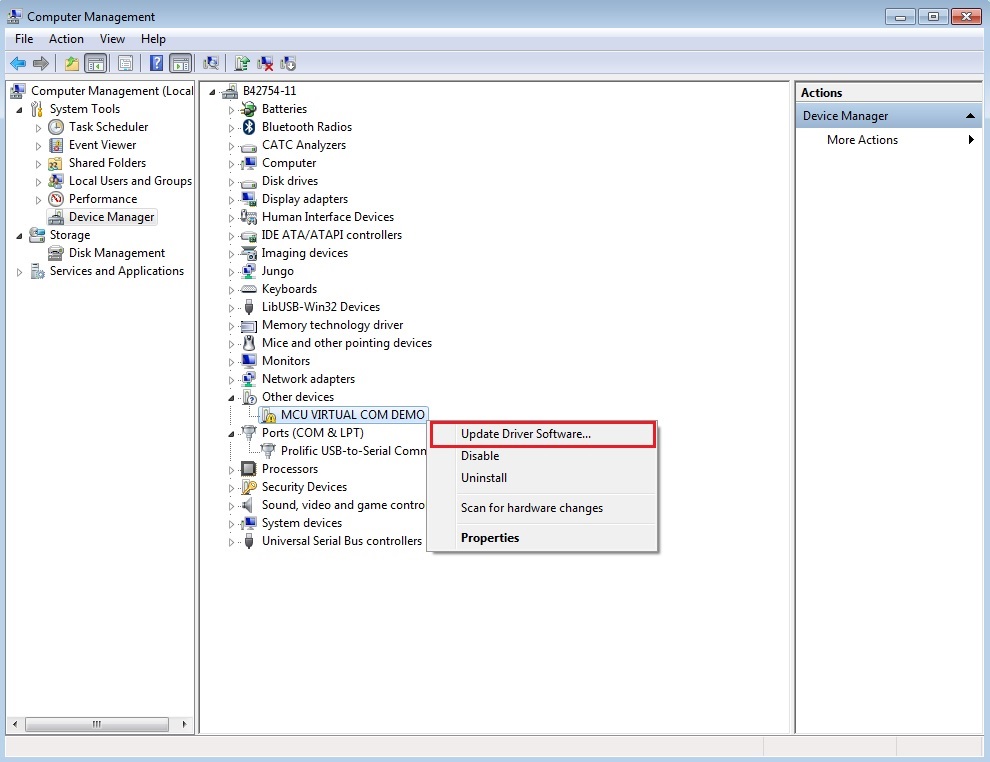 Computer Management
File Action View Help
Computer Management (Local
System Tools
Task Scheduler
Event Viewer
Shared Folders
Local Users and Groups
Performance
Device Manager
Storage
Disk Management
Services and Applications
B42754-11
Batteries
Bluetooth Radios
CATC Analyzers
Computer
Disk drives
Display adapters
Human Interface Devices
IDE ATA/ATAPI controllers
Imaging devices
Jungo
Keyboards
LibUSB-Win32 Devices
Memory technology driver
Mice and other pointing devices
Monitors
Network adapters
Other devices
MCU VIRTUAL COM DEMO
Ports (COM & LPT)
Prolific USB-to-Serial Comm
Processors
Security Devices
Sound, video and game contro
System devices
Universal Serial Bus controllers
Update Driver Software...
Disable
Uninstall
Scan for hardware changes
Properties
Actions
Device Manager
More Actions